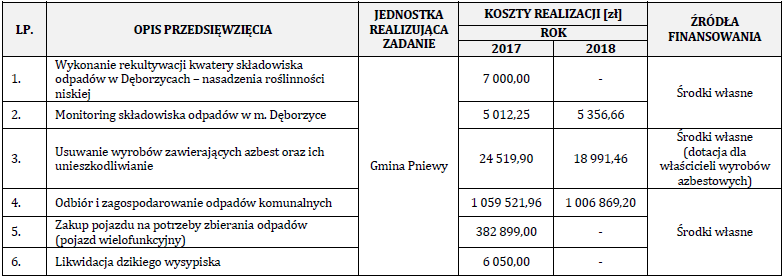 LP.
OPIS PRZEDSIĘWZIĘCIA
JEDNOSTKA
REALIZUJĄCA
ZADANIE
KOSZTY REALIZACJI [zł]
ROK
2017
2018
ŹRÓDŁA
FINANSOWANIA
1.
Wykonanie rekultywacji kwatery składowiska
odpadów w Dęborzycach – nasadzenia roślinności
niskiej
Gmina Pniewy
7 000,00
-
Środki własne
2.
Monitoring składowiska odpadów w m. Dęborzyce
5 012,25
5 356,66
3.
Usuwanie wyrobów zawierających azbest oraz ich
unieszkodliwianie
24 519,90
18 991,46
Środki własne
(dotacja dla
właścicieli wyrobów
azbestowych)
4.
Odbiór i zagospodarowanie odpadów komunalnych
1 059 521,96
1 006 869,20
Środki własne
5.
Zakup pojazdu na potrzeby zbierania odpadów
(pojazd wielofunkcyjny)
382 899,00
-
6.
Likwidacja dzikiego wysypiska
6 050,00
-